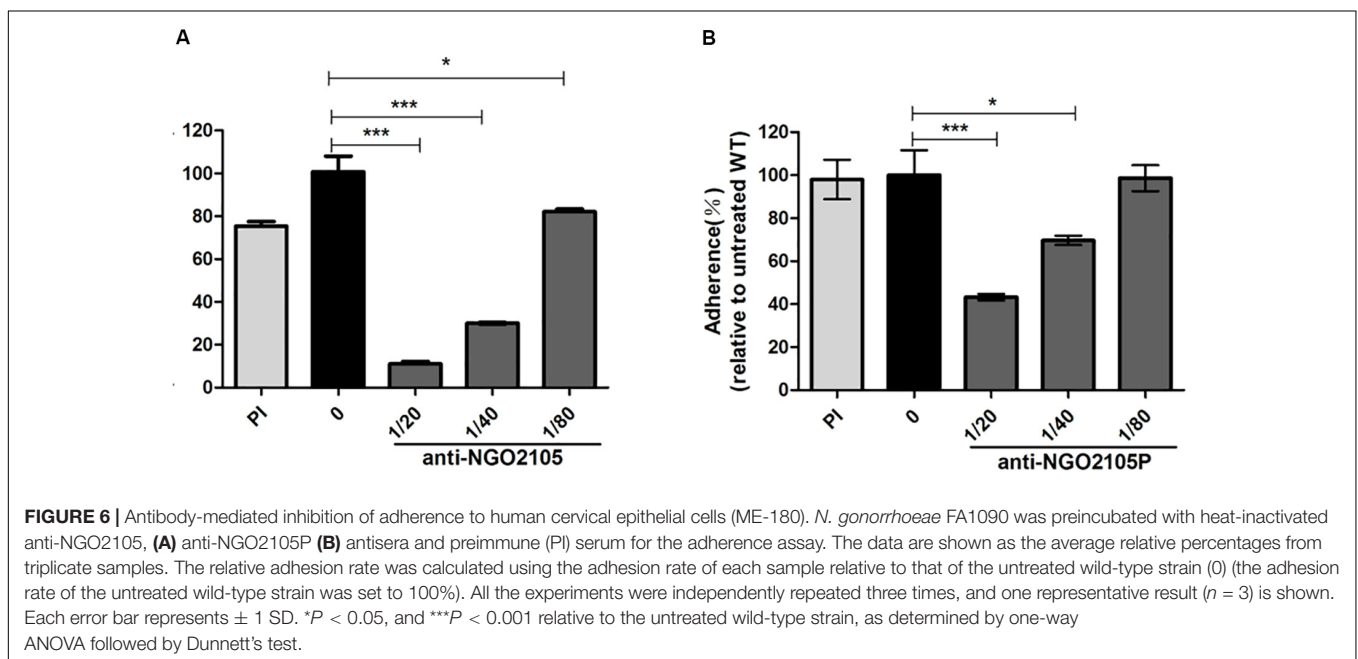 A
*
***
***
120
100
80
60
40
20
0
PI
0
1/20
1/40
1/80
anti-NGO2105
B
*
***
Adherence(%)
(relative to untreated WT)
120
100
80
60
40
20
0
PI
0
1/20
1/40
1/80
anti-NGO2105P
FIGURE 6 | Antibody-mediated inhibition of adherence to human cervical epithelial cells (ME-180). N. gonorrhoeae FA1090 was preincubated with heat-inactivated
anti-NGO2105, (A) anti-NGO2105P (B) antisera and preimmune (PI) serum for the adherence assay. The data are shown as the average relative percentages from
triplicate samples. The relative adhesion rate was calculated using the adhesion rate of each sample relative to that of the untreated wild-type strain (0) (the adhesion
rate of the untreated wild-type strain was set to 100%). All the experiments were independently repeated three times, and one representative result (n = 3) is shown.
Each error bar represents ± 1 SD. *P < 0.05, and ***P < 0.001 relative to the untreated wild-type strain, as determined by one-way
ANOVA followed by Dunnett's test.